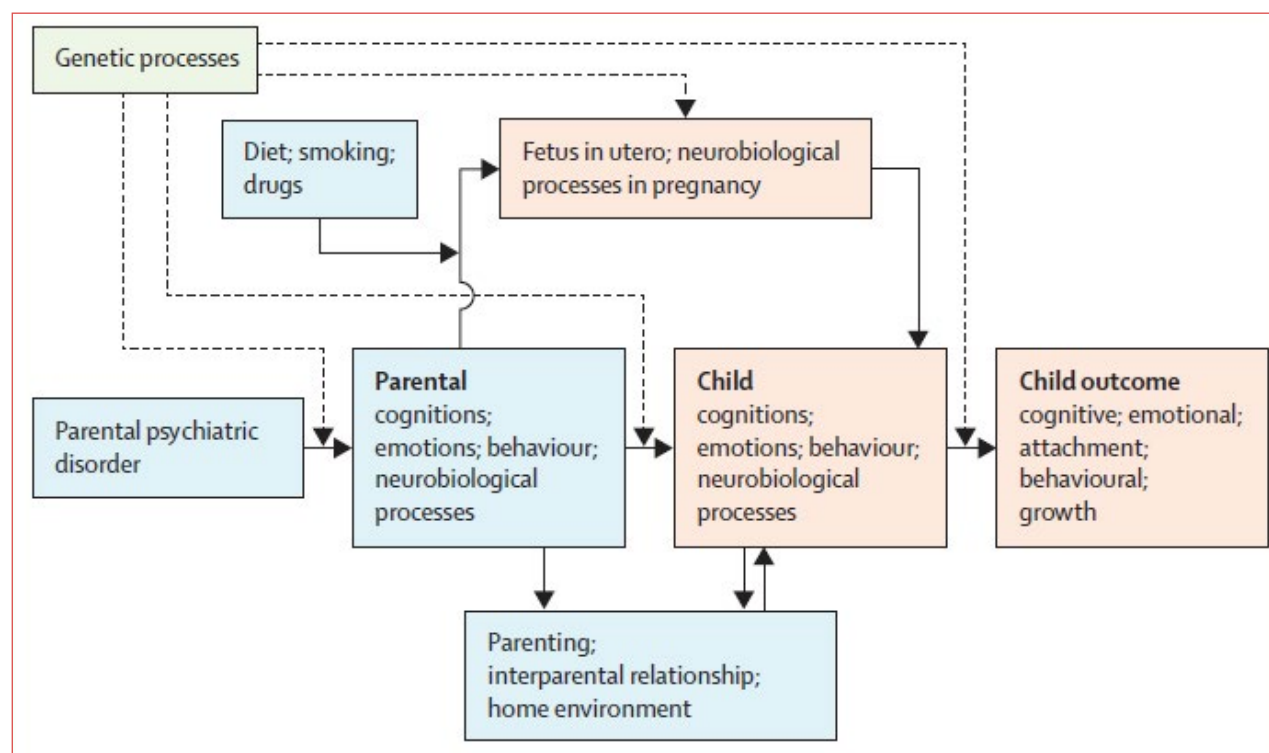 Genetic processes
Diet; smoking;
drugs
Fetus in utero; neurobiological
processes in pregnancy
Parental psychiatric
disorder
Parental
cognitions;
emotions; behaviour;
neurobiological
processes
Child
cognitions;
emotions; behaviour;
neurobiological
processes
Child outcome
cognitive; emotional;
attachment;
behavioural;
growth
Parenting;
interparental relationship;
home environment